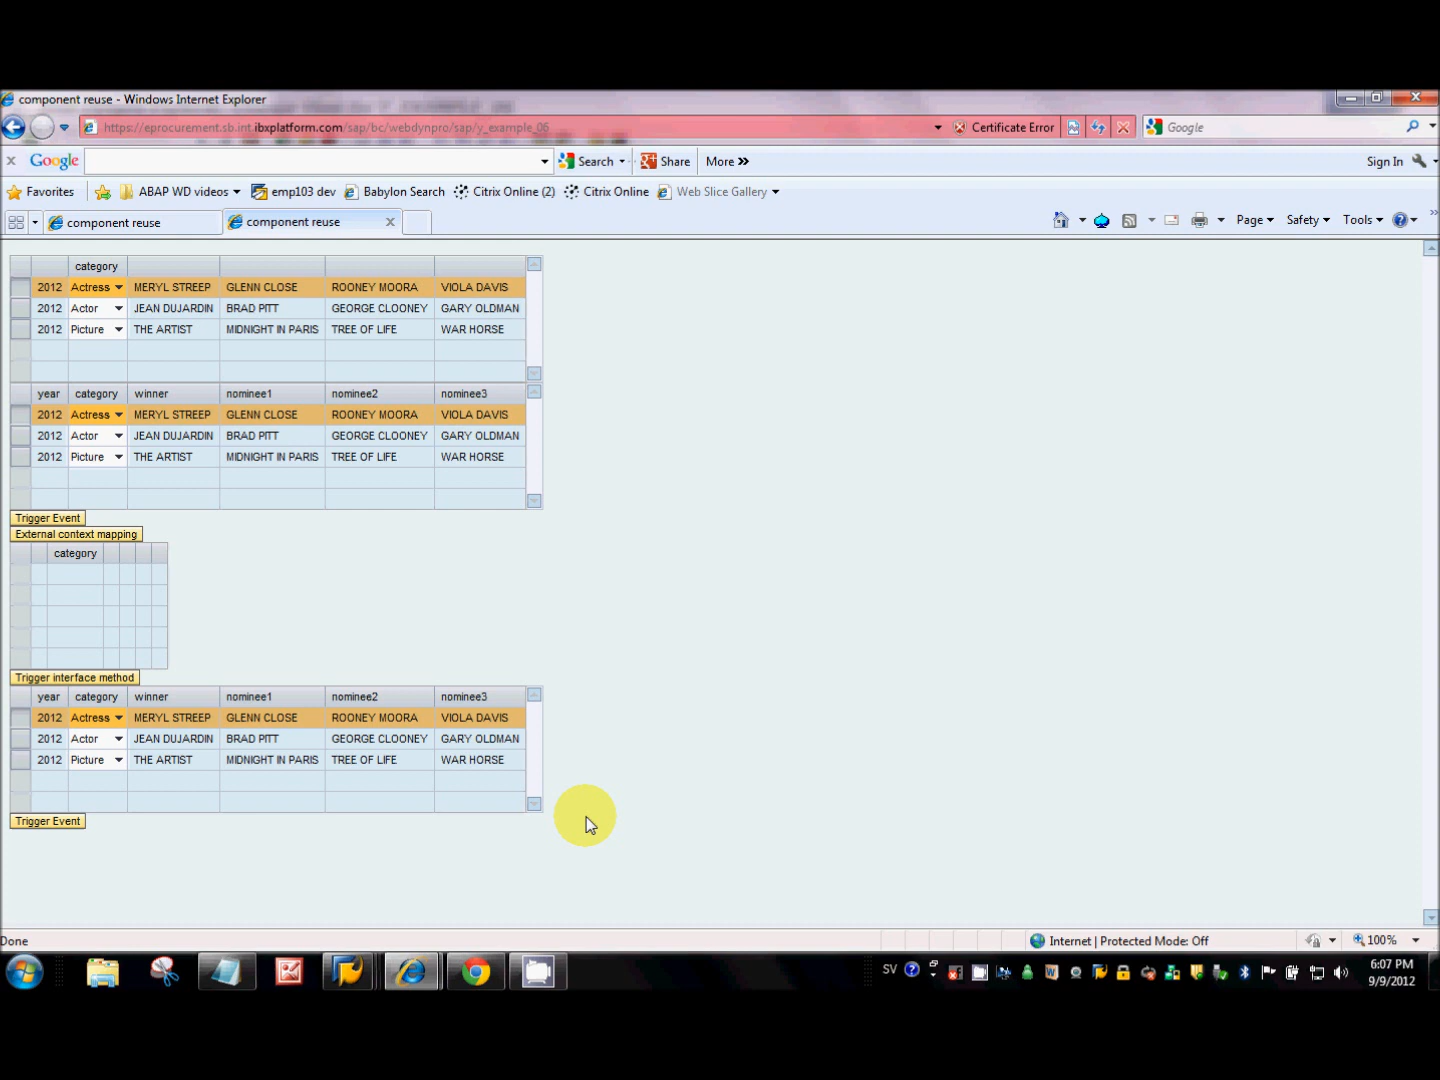 component reuse - Windows Internet Explorer
https://eprocurement.sb.int.ibxplatform.com/sap/bc/webdynpro/sap/y_example_06
Certificate Error
Google
x Google Search Share More Sign In
Favorites ABAP WD videos emp103 dev Babylon Search Citrix Online (2) Citrix Online Web Slice Gallery
component reuse component reuse x Page Safety Tools
category
2012 Actress MERYL STREEP GLENN CLOSE ROONEY MOORA VIOLA DAVIS
2012 Actor JEAN DUJARDIN BRAD PITT GEORGE CLOONEY GARY OLDMAN
2012 Picture THE ARTIST MIDNIGHT IN PARIS TREE OF LIFE WAR HORSE
year category winner nominee1 nominee2 nominee3
2012 Actress MERYL STREEP GLENN CLOSE ROONEY MOORA VIOLA DAVIS
2012 Actor JEAN DUJARDIN BRAD PITT GEORGE CLOONEY GARY OLDMAN
2012 Picture THE ARTIST MIDNIGHT IN PARIS TREE OF LIFE WAR HORSE
Trigger Event
External context mapping
category
Trigger interface method
year category winner nominee1 nominee2 nominee3
2012 Actress MERYL STREEP GLENN CLOSE ROONEY MOORA VIOLA DAVIS
2012 Actor JEAN DUJARDIN BRAD PITT GEORGE CLOONEY GARY OLDMAN
2012 Picture THE ARTIST MIDNIGHT IN PARIS TREE OF LIFE WAR HORSE
Trigger Event
Done
Internet | Protected Mode: Off
100%
SV
6:07 PM
9/9/2012